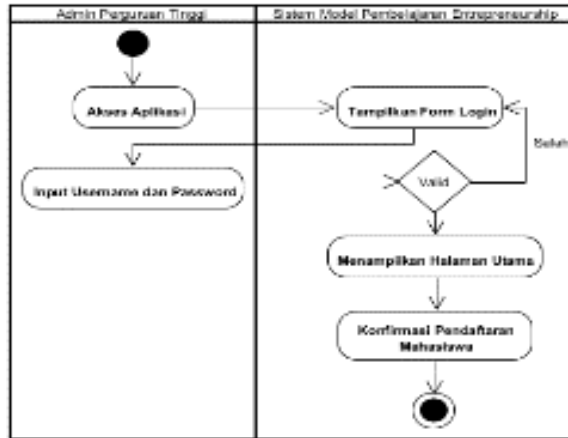 Admin Perguruan Tinggi
Sistem Model Pembelajaran Entrepreneurship
Akses Aplikasi
Tampilkan Form Login
Salah
Input Username dan Password
Valid
Menampilkan Halaman Utama
Konfirmasi Pendaftaran
Mahasiswa